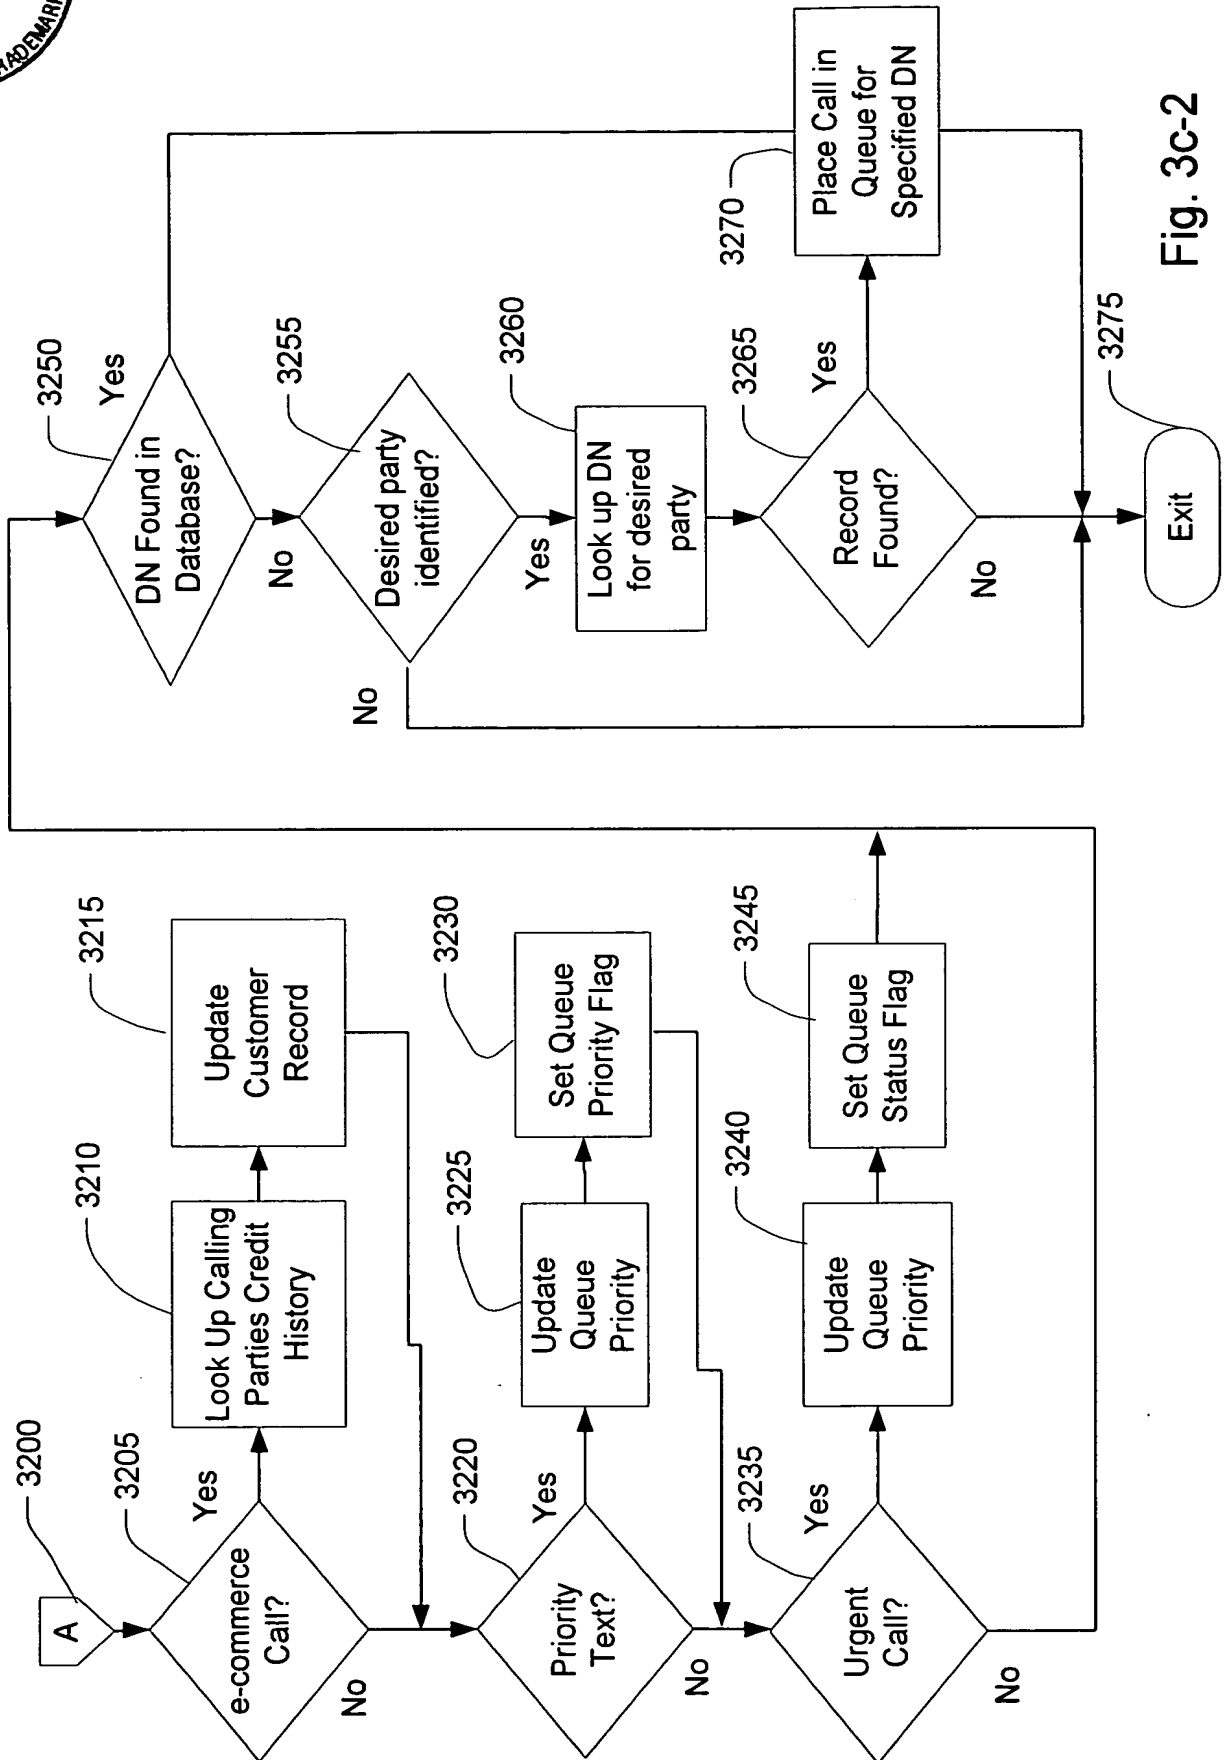 TRADEMARK
A
3200
e-commerce
Call?
3205
Yes
No
Look Up Calling
Parties Credit
History
3210
Update
Customer
Record
3215
Priority
Text?
3220
Yes
No
Update
Queue
Priority
3225
Set Queue
Priority Flag
3230
Urgent
Call?
3235
Yes
No
Update
Queue
Priority
3240
Set Queue
Status Flag
3245
DN Found in
Database?
3250
Yes
No
Desired party
identified?
3255
No
Yes
Look up DN
for desired
party
3260
Record
Found?
3265
Yes
No
Place Call in
Queue for
Specified DN
3270
Exit
3275
Fig. 3c-2